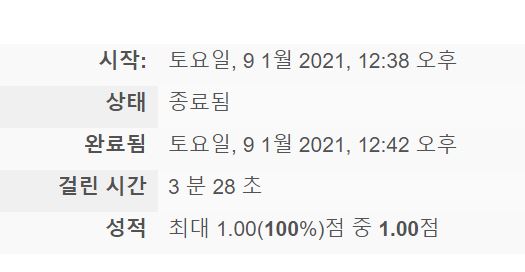 시작: 토요일, 9 1월 2021, 12:38 오후
상태 종료됨
완료됨 토요일, 9 1월 2021, 12:42 오후
걸린 시간 3 분 28 초
성적 최대 1.00(100%)점 중 1.00점